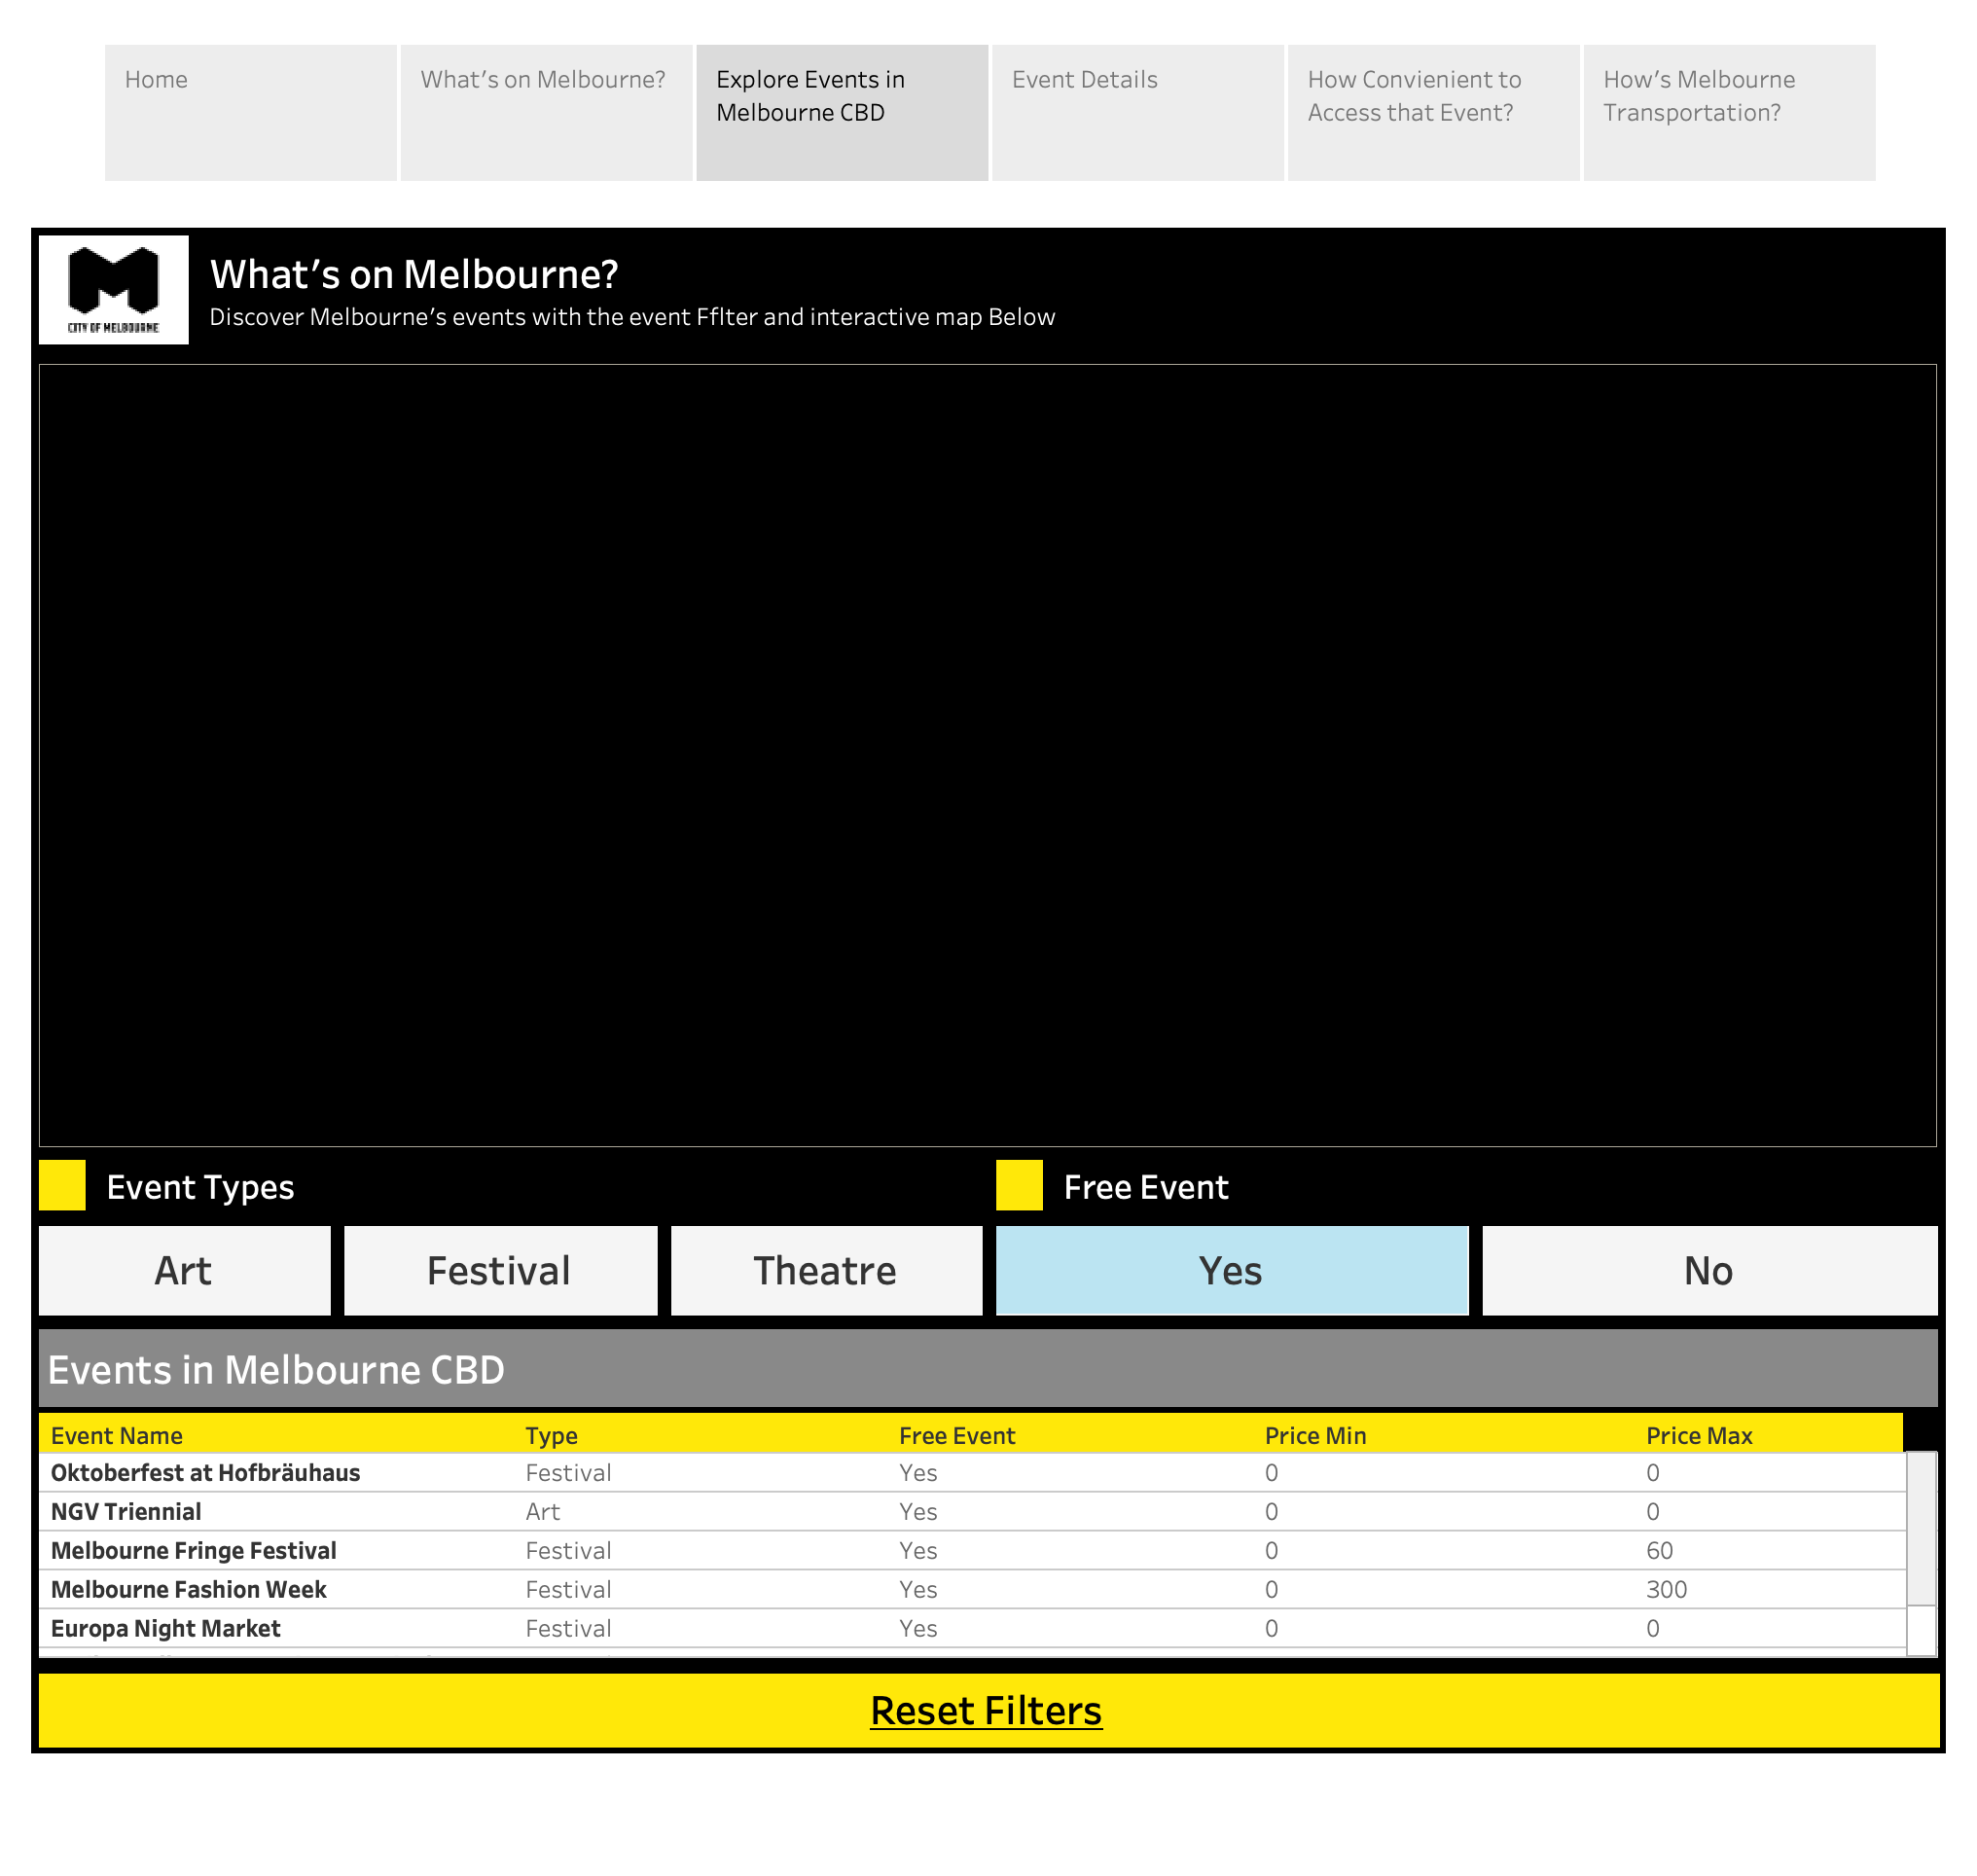 Home
What's on Melbourne?
Explore Events in
Melbourne CBD
Event Details
How Convienient to
Access that Event?
How's Melbourne
Transportation?
CITY OF MELBOURNE
What's on Melbourne?
Discover Melbourne's events with the event Fflter and interactive map Below
Event Types
Free Event
Art
Festival
Theatre
Yes
No
Events in Melbourne CBD
Event Name Type Free Event Price Min Price Max
Oktoberfest at Hofbräuhaus Festival Yes 0 0
NGV Triennial Art Yes 0 0
Melbourne Fringe Festival Festival Yes 0 60
Melbourne Fashion Week Festival Yes 0 300
Europa Night Market Festival Yes 0 0
Reset Filters